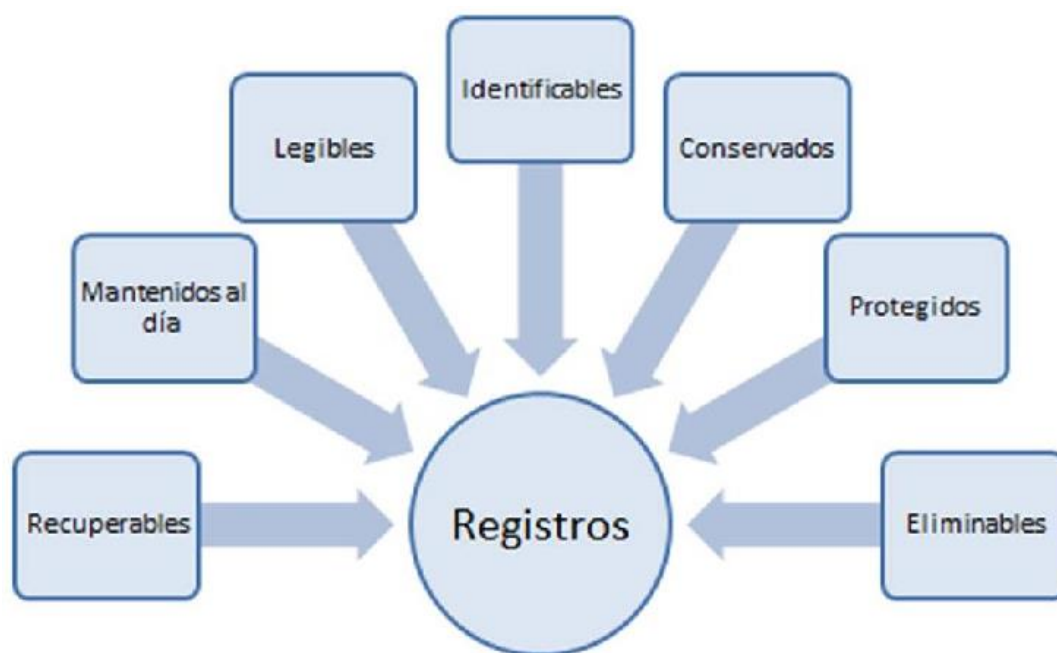 Identificables
Legibles
Conservados
Mantenidos al
día
Protegidos
Recuperables
Registros
Eliminables